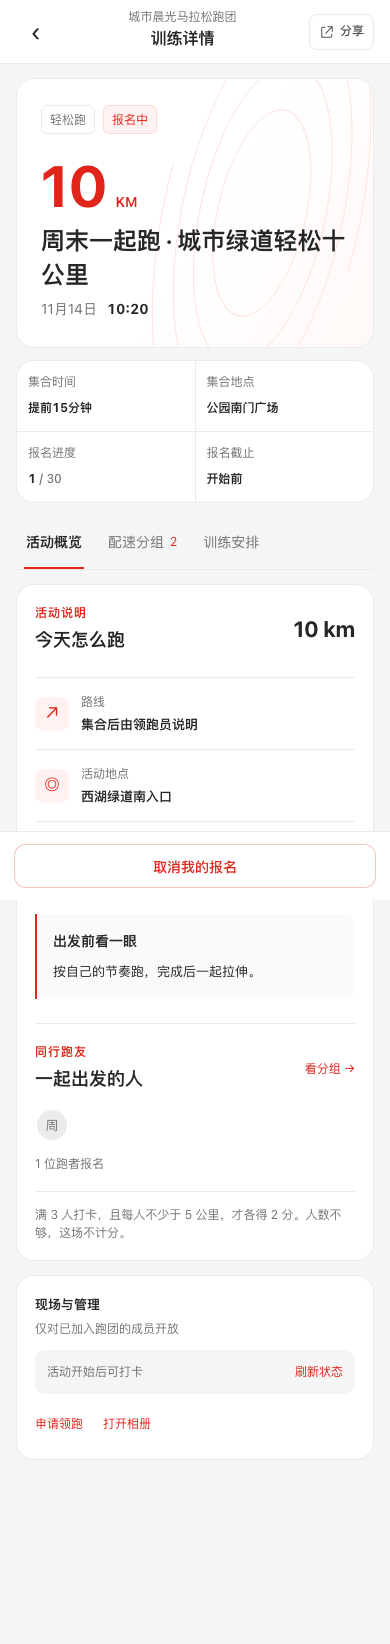 城市晨光马拉松跑团
训练详情
分享
轻松跑
报名中
10 KM
周末一起跑 · 城市绿道轻松十
公里
11月14日 10:20
集合时间
提前15分钟
集合地点
公园南门广场
报名进度
1 / 30
报名截止
开始前
活动概览
配速分组 2
训练安排
活动说明
今天怎么跑
10 km
路线
集合后由领跑员说明
活动地点
西湖绿道南入口
取消我的报名
出发前看一眼
按自己的节奏跑，完成后一起拉伸。
同行跑友
一起出发的人
看分组 →
周
1 位跑者报名
满 3 人打卡，且每人不少于 5 公里，才各得 2 分。人数不
够，这场不计分。
现场与管理
仅对已加入跑团的成员开放
活动开始后可打卡
刷新状态
申请领跑
打开相册